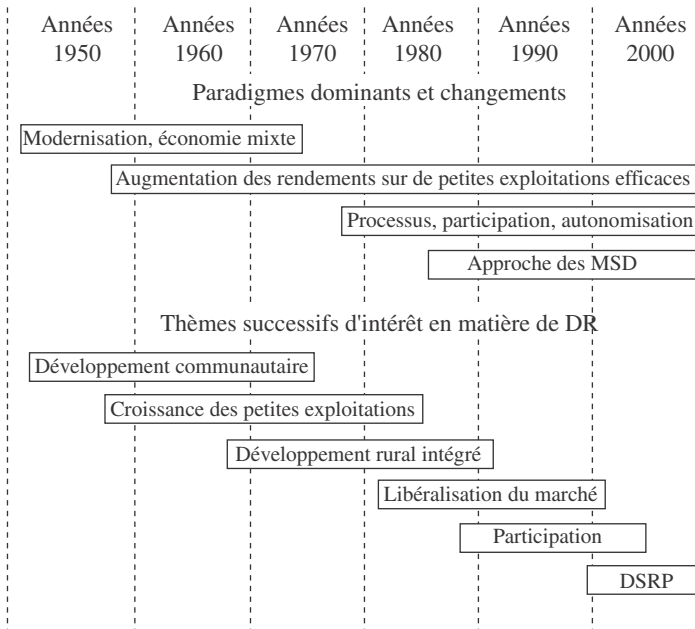 Années Années Années Années Années Années
1950 1960 1970 1980 1990 2000
Paradigmes dominants et changements
Modernisation, économie mixte
Augmentation des rendements sur de petites exploitations efficaces
Processus, participation, autonomisation
Approche des MSD
Thèmes successifs d'intérêt en matière de DR
Développement communautaire
Croissance des petites exploitations
Développement rural intégré
Libéralisation du marché
Participation
DSRP